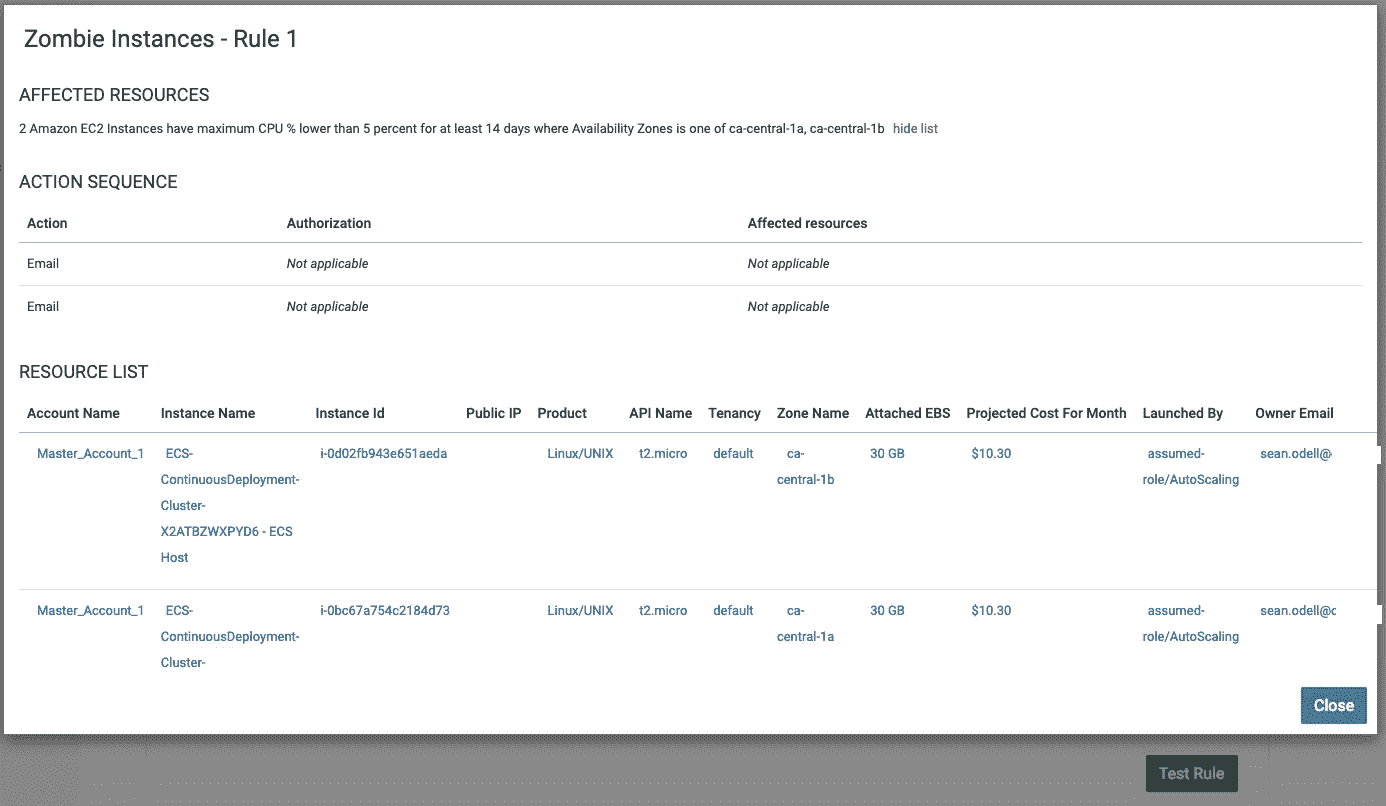 Zombie Instances - Rule 1
AFFECTED RESOURCES
2 Amazon EC2 Instances have maximum CPU % lower than 5 percent for at least 14 days where Availability Zones is one of ca-central-1a, ca-central-1b hide list
ACTION SEQUENCE
Action Authorization Affected resources
Email Not applicable Not applicable
Email Not applicable Not applicable
RESOURCE LIST
Account Name Instance Name Instance Id Public IP Product API Name Tenancy Zone Name Attached EBS Projected Cost For Month Launched By Owner Email
Master_Account_1 ECS- i-0d02fb943e651aeda Linux/UNIX t2.micro default ca- 30 GB $10.30 assumed- sean.odell@
ContinuousDeployment- central-1b role/AutoScaling
Cluster-
X2ATBZWXPYD6 - ECS
Host
Master_Account_1 ECS- i-0bc67a754c2184d73 Linux/UNIX t2.micro default ca- 30 GB $10.30 assumed- sean.odell@c
ContinuousDeployment- central-1a role/AutoScaling
Cluster-
Close
Test Rule